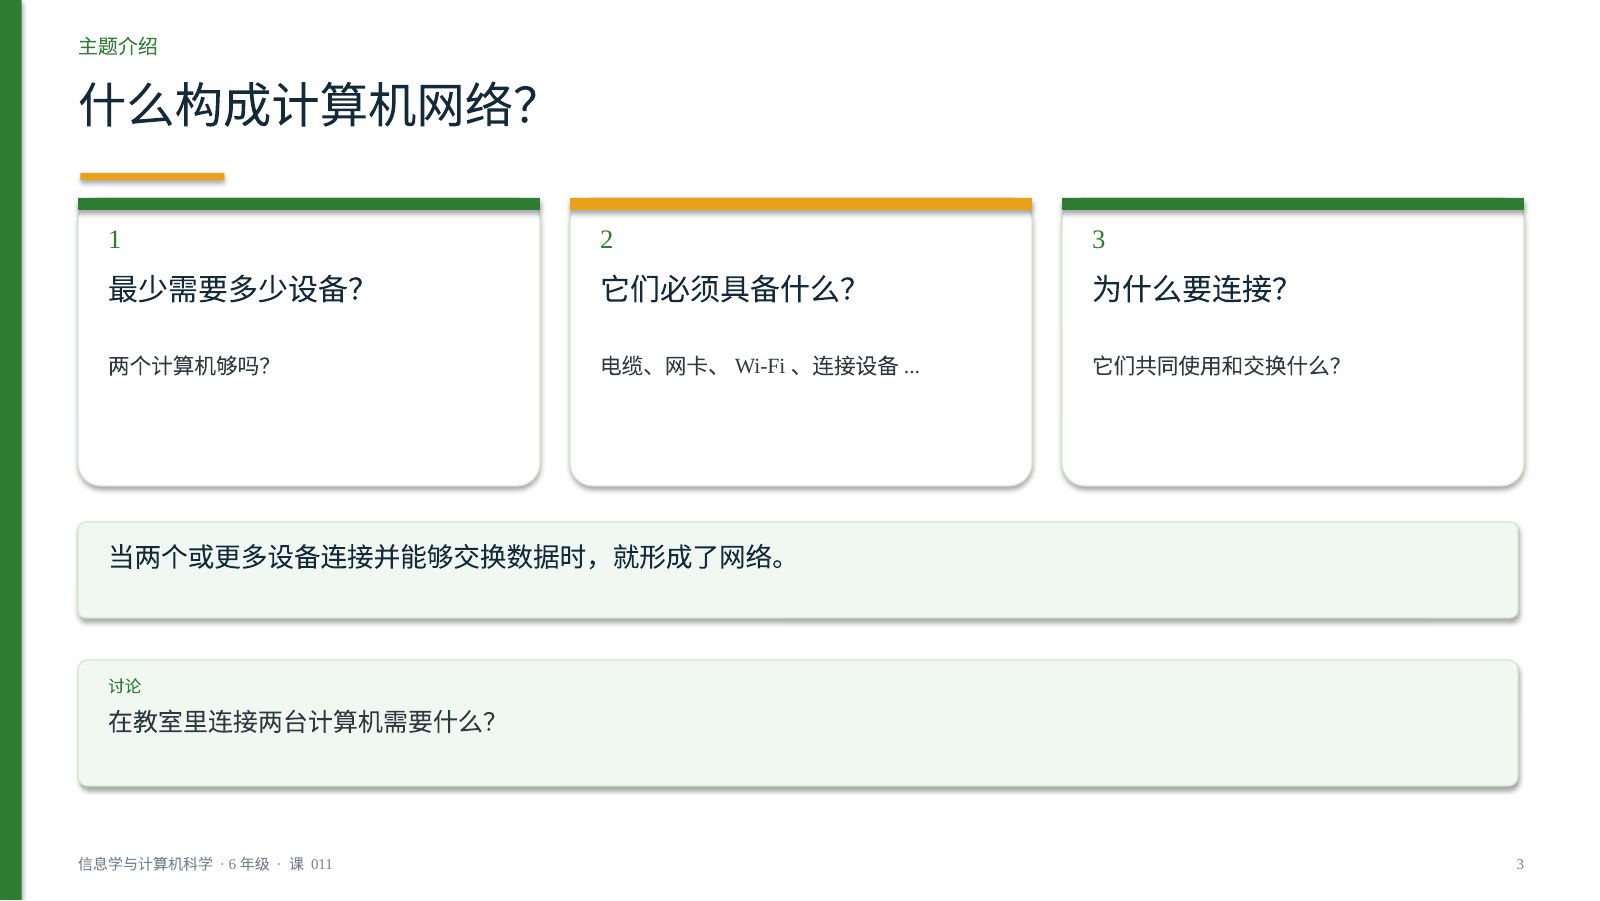 主题介绍
什么构成计算机网络？
1
最少需要多少设备？
两个计算机够吗？
2
它们必须具备什么？
电缆、网卡、 Wi-Fi 、连接设备 ...
3
为什么要连接？
它们共同使用和交换什么？
当两个或更多设备连接并能够交换数据时，就形成了网络。
讨论
在教室里连接两台计算机需要什么？
信息学与计算机科学 · 6 年级 · 课 011
3